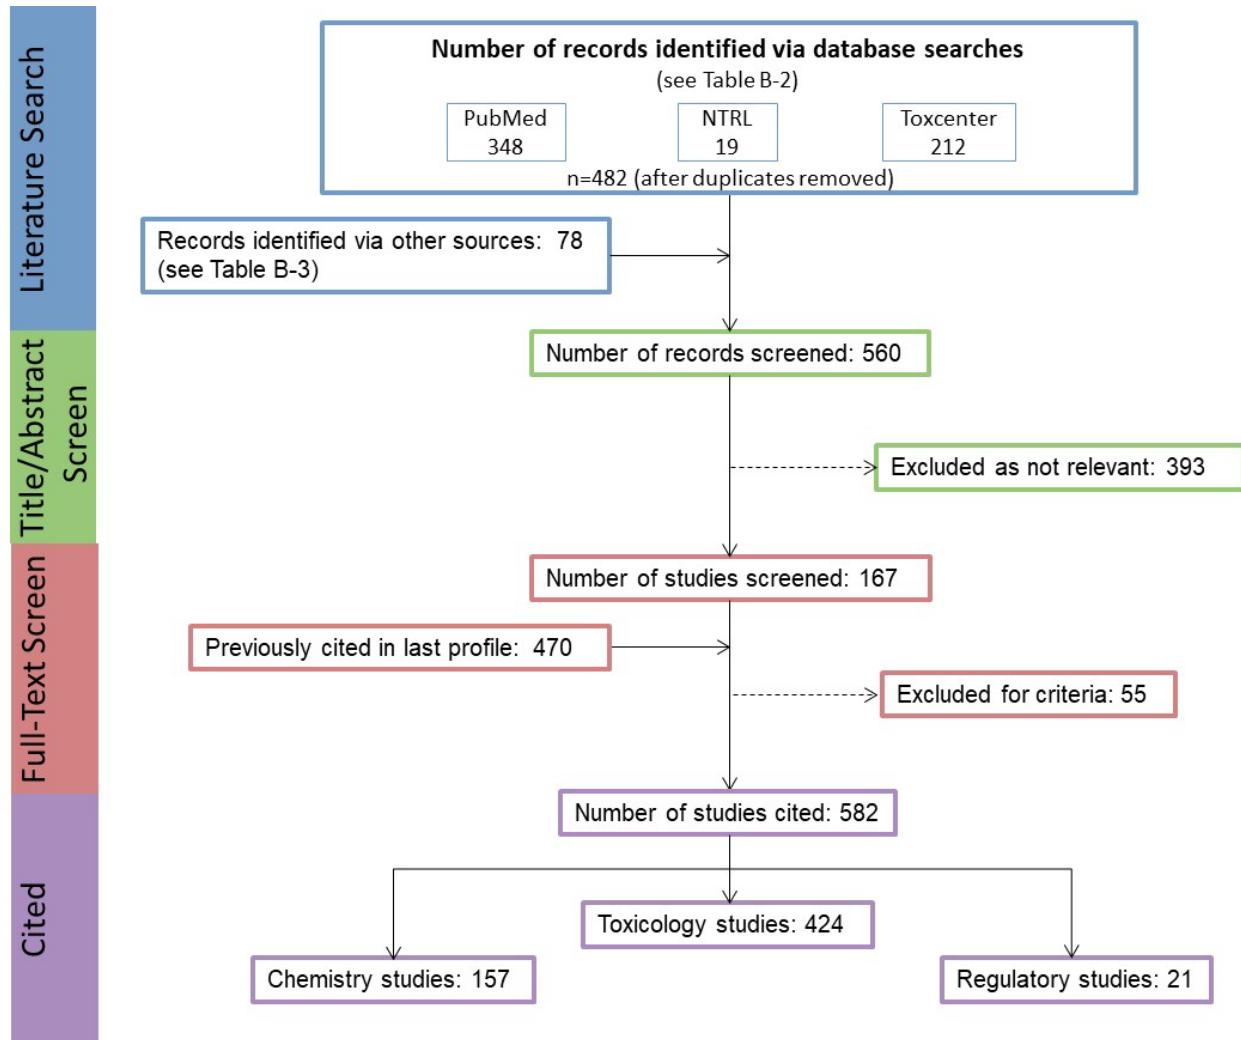 Literature Search
Number of records identified via database searches
(see Table B-2)
PubMed
348
NTRL
19
Toxcenter
212
n=482 (after duplicates removed)
Records identified via other sources: 78
(see Table B-3)
Title/Abstract
Screen
Number of records screened: 560
Excluded as not relevant: 393
Full-Text Screen
Number of studies screened: 167
Previously cited in last profile: 470
Excluded for criteria: 55
Cited
Number of studies cited: 582
Toxicology studies: 424
Chemistry studies: 157
Regulatory studies: 21